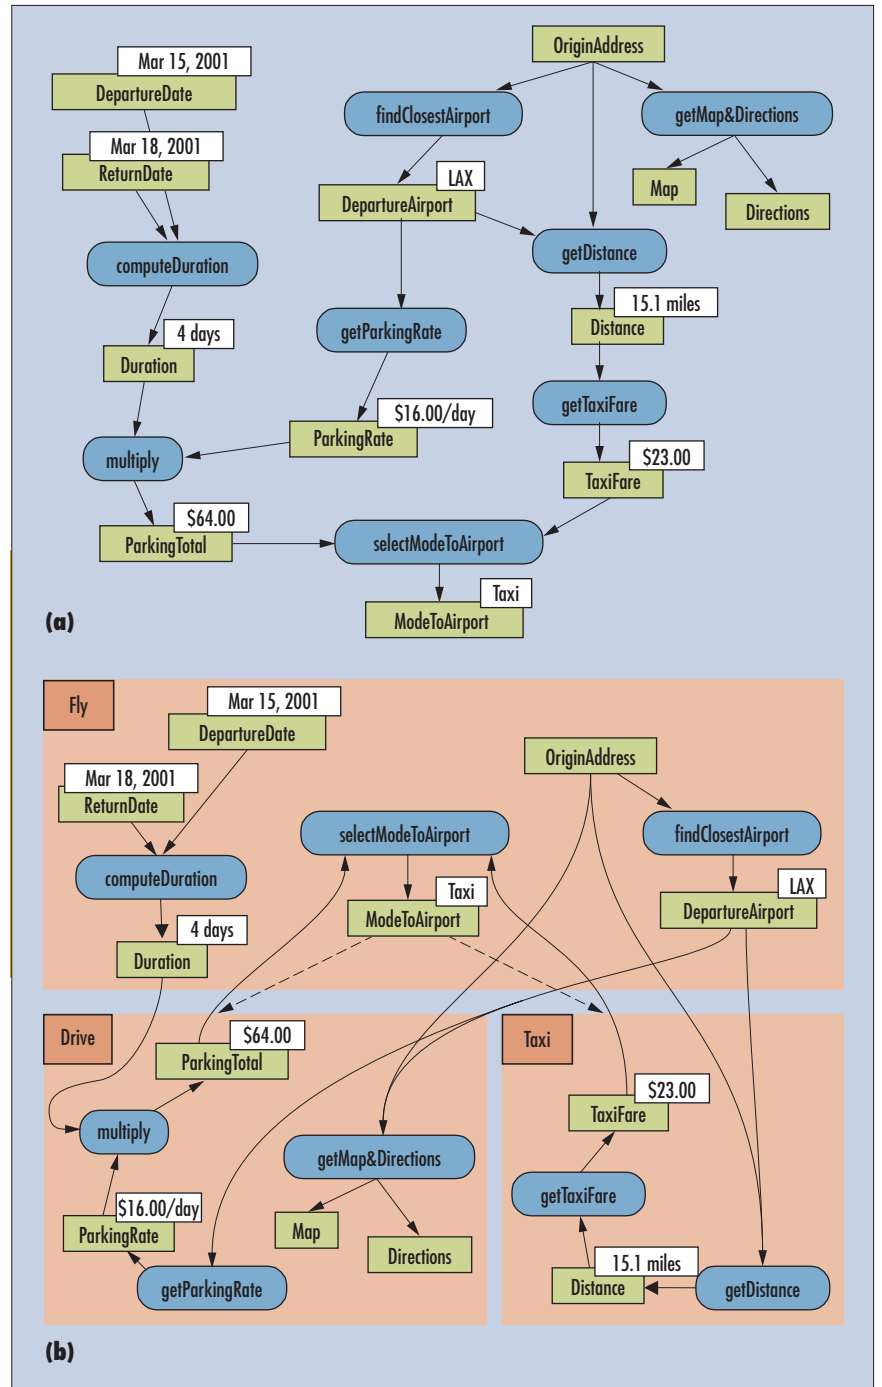 Mar 15, 2001
DepartureDate
Mar 18, 2001
ReturnDate
computeDuration
4 days
Duration
multiply
$64.00
ParkingTotal
OriginAddress
findClosestAirport
getMap&Directions
LAX
DepartureAirport
Map
Directions
getDistance
15.1 miles
Distance
getParkingRate
getTaxiFare
$16.00/day
ParkingRate
$23.00
TaxiFare
selectModeToAirport
Taxi
ModeToAirport
(a)
Fly
Mar 15, 2001
DepartureDate
Mar 18, 2001
ReturnDate
computeDuration
4 days
Duration
selectModeToAirport
Taxi
ModeToAirport
OriginAddress
findClosestAirport
LAX
DepartureAirport
Drive
$64.00
ParkingTotal
multiply
$16.00/day
ParkingRate
getParkingRate
getMap&Directions
Map
Directions
Taxi
$23.00
TaxiFare
getTaxiFare
15.1 miles
Distance
getDistance
(b)